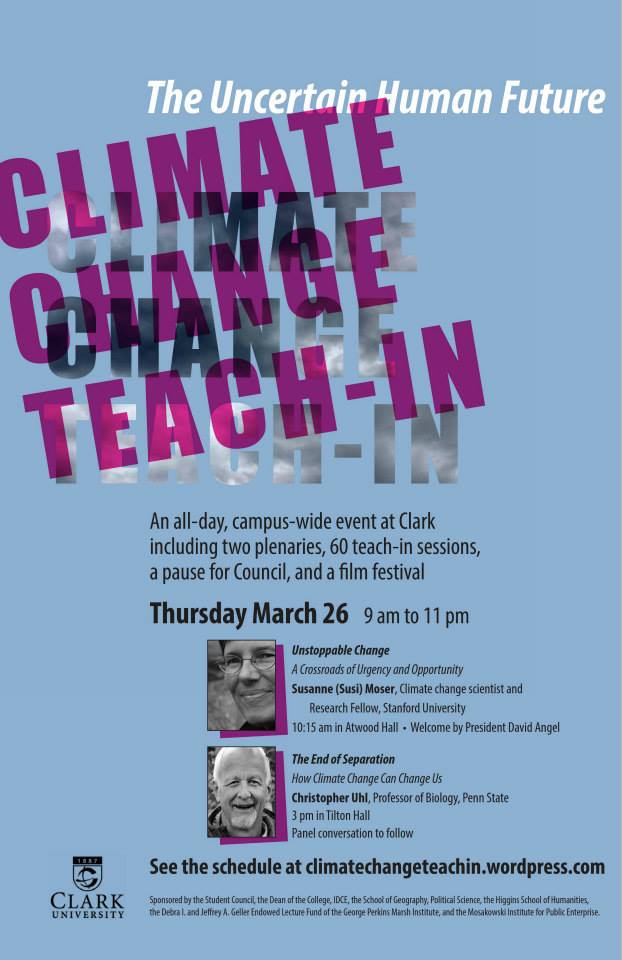 The Uncertain Human Future
CLIMATE
CHANGE
TEACH-IN
CLIMATE
CHANGE
TEACH-IN
An all-day, campus-wide event at Clark
including two plenaries, 60 teach-in sessions,
a pause for Council, and a film festival
Thursday March 26 9 am to 11 pm
Unstoppable Change
A Crossroads of Urgency and Opportunity
Susanne (Susi) Moser, Climate change scientist and
Research Fellow, Stanford University
10:15 am in Atwood Hall • Welcome by President David Angel
The End of Separation
How Climate Change Can Change Us
Christopher Uhl, Professor of Biology, Penn State
3 pm in Tilton Hall
Panel conversation to follow
See the schedule at climatechangeteachin.wordpress.com
1887
CLARK
UNIVERSITY
Sponsored by the Student Council, the Dean of the College, IDCE, the School of Geography, Political Science, the Higgins School of Humanities,
the Debra I. and Jeffrey A. Geller Endowed Lecture Fund of the George Perkins Marsh Institute, and the Mosakowski Institute for Public Enterprise.